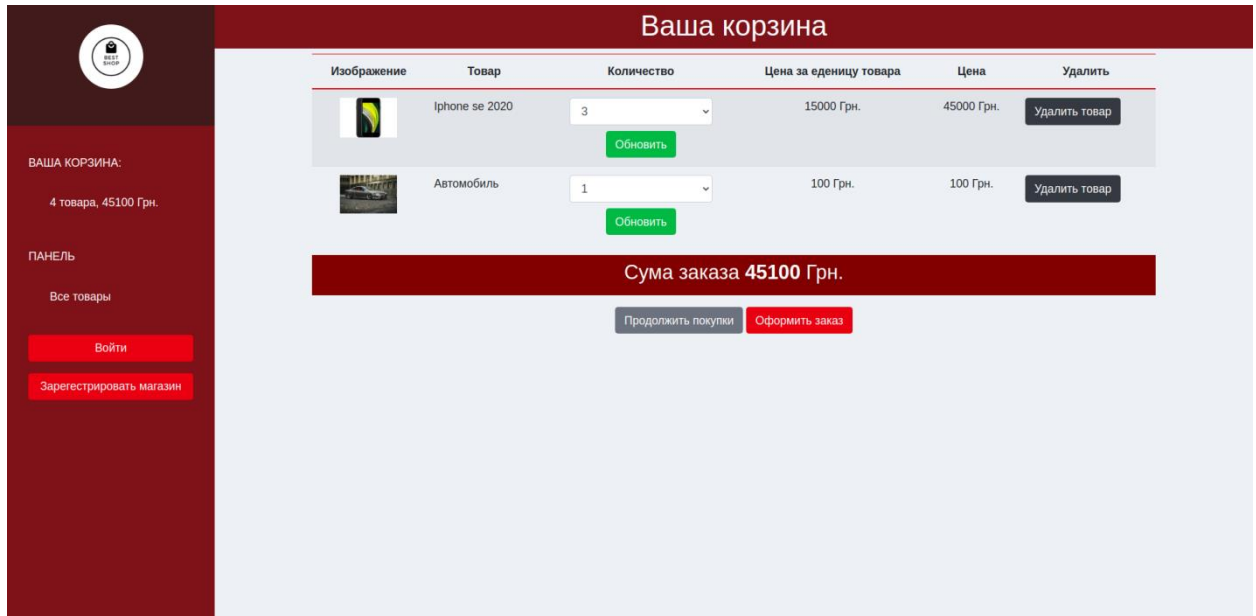 BEST
SHOP
ВАША КОРЗИНА:
4 товара, 45100 Грн.
ПАНЕЛЬ
Все товары
Войти
Зарегестрировать магазин
Ваша корзина
Изображение Товар Количество Цена за еденицу товара Цена Удалить
Iphone se 2020 3 15000 Грн. 45000 Грн. Удалить товар
Обновить
Автомобиль 1 100 Грн. 100 Грн. Удалить товар
Обновить
Сума заказа 45100 Грн.
Продолжить покупки Оформить заказ